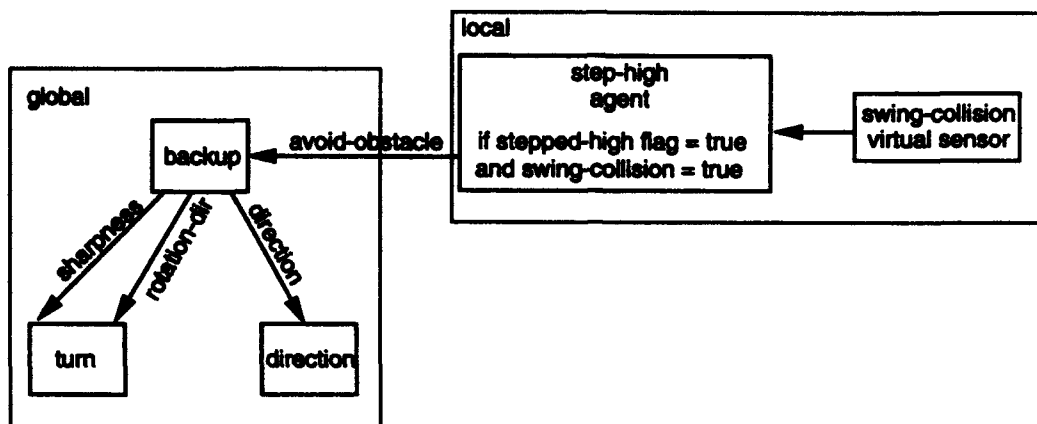 local
step-high
agent
if stepped-high flag = true
and swing-collision = true
swing-collision
virtual sensor
global
avoid-obstacle
backup
sharpness
rotation-dir
direction
turn
direction